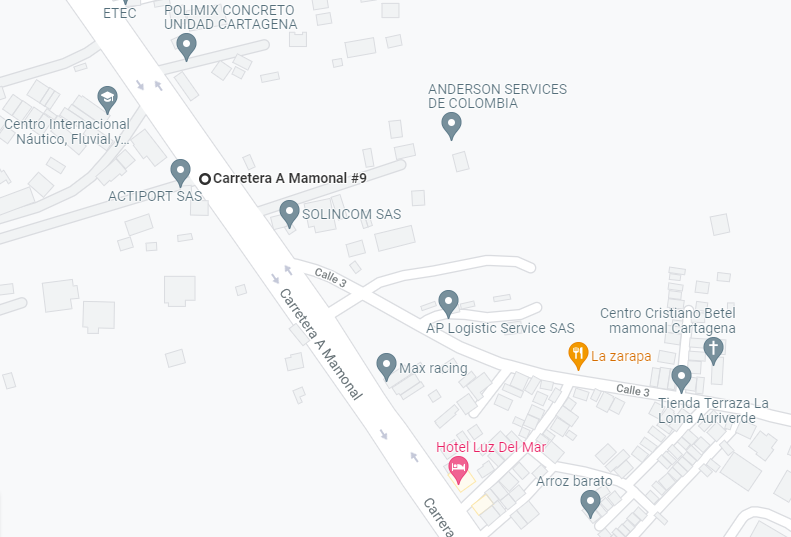 ETEC
POLIMIX CONCRETO
UNIDAD CARTAGENA
ANDERSON SERVICES
DE COLOMBIA
Centro Internacional
Náutico, Fluvial y...
Carretera A Mamonal #9
ACTIPORT SAS
SOLINCOM SAS
Calle 3
Carretera A Mamonal
AP Logistic Service SAS
Centro Cristiano Betel
mamonal Cartagena
La zarapa
Max racing
Calle 3
Tienda Terraza La
Loma Auriverde
Hotel Luz Del Mar
Arroz barato
Carrera